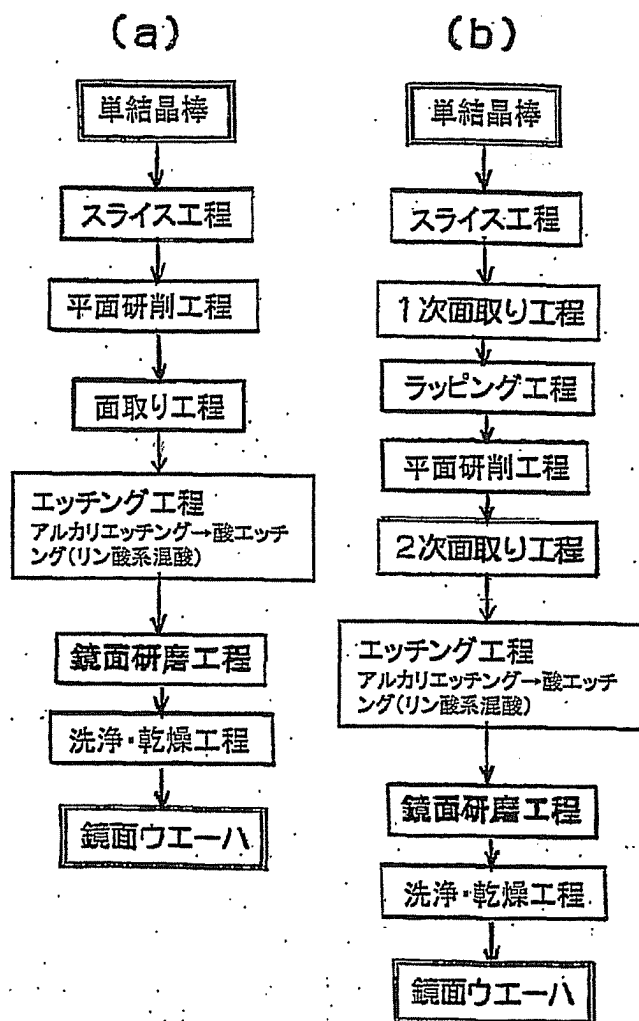 (a)
単結晶棒
スライス工程
平面研削工程
面取り工程
エッチング工程
アルカリエッチング→酸エッチ
ング(リン酸系混酸)
鏡面研磨工程
洗浄・乾燥工程
鏡面ウエーハ
(b)
単結晶棒
スライス工程
1次面取り工程
ラッピング工程
平面研削工程
2次面取り工程
エッチング工程
アルカリエッチング→酸エッチ
ング(リン酸系混酸)
鏡面研磨工程
洗浄・乾燥工程
鏡面ウエーハ